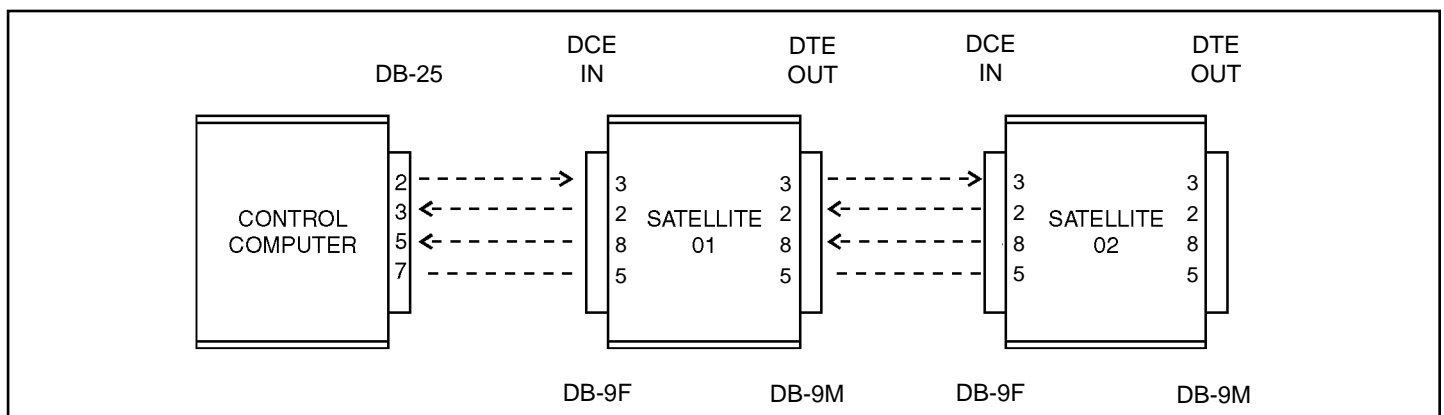 DB-25
DCE
IN
DTE
OUT
DCE
IN
DTE
OUT
CONTROL
COMPUTER
2
3
5
7
3
2
8
5
SATELLITE
01
3
2
8
5
3
2
8
5
SATELLITE
02
3
2
8
5
DB-9F
DB-9M
DB-9F
DB-9M